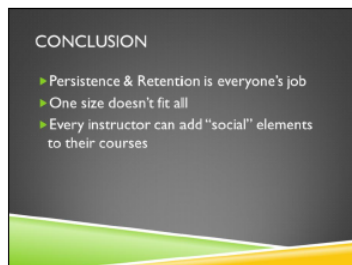 CONCLUSION
Persistence & Retention is everyone's job
One size doesn't fit all
Every instructor can add "social" elements
to their courses